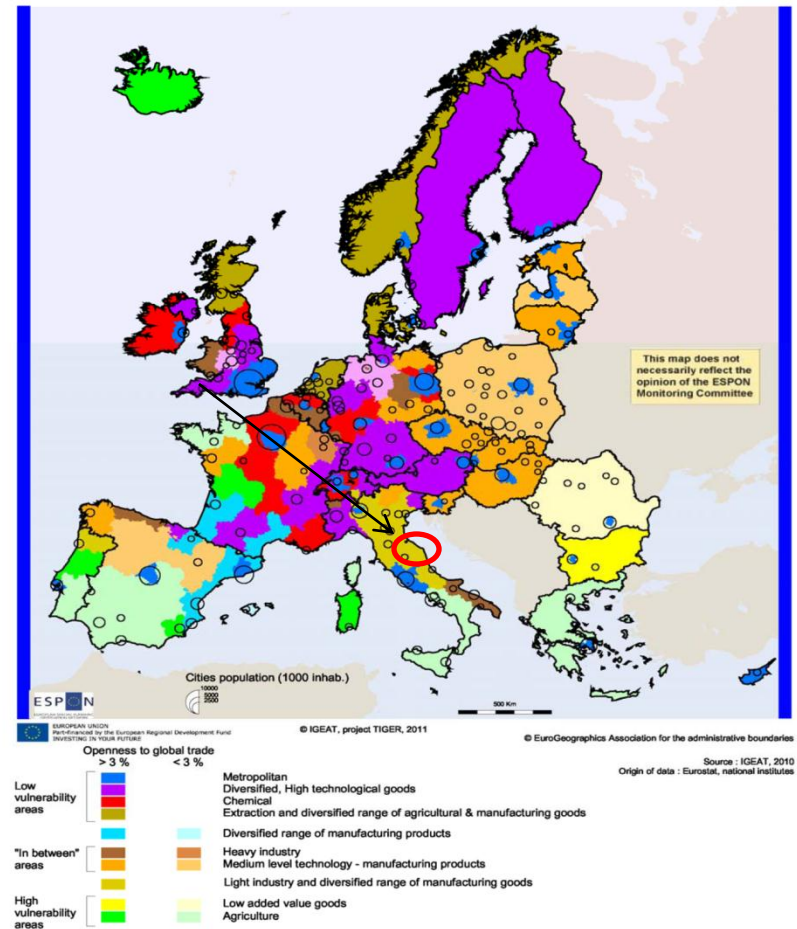 This map does not
necessarily reflect the
opinion of the ESPON
Monitoring Committee
Cities population (1000 inhab.)
10000
5000
2500
500 Km
ESPON
EUROPEAN UNION
Part-financed by the European Regional Development Fund
INVESTING IN YOUR FUTURE
© IGEAT, project TIGER, 2011
© EuroGeographics Association for the administrative boundaries
Source : IGEAT, 2010
Origin of data : Eurostat, national institutes
Openness to global trade
> 3 % < 3 %
Low
vulnerability
areas
Metropolitan
Diversified, High technological goods
Chemical
Extraction and diversified range of agricultural & manufacturing goods
Diversified range of manufacturing products
"In between"
areas
Heavy industry
Medium level technology - manufacturing products
Light industry and diversified range of manufacturing goods
High
vulnerability
areas
Low added value goods
Agriculture